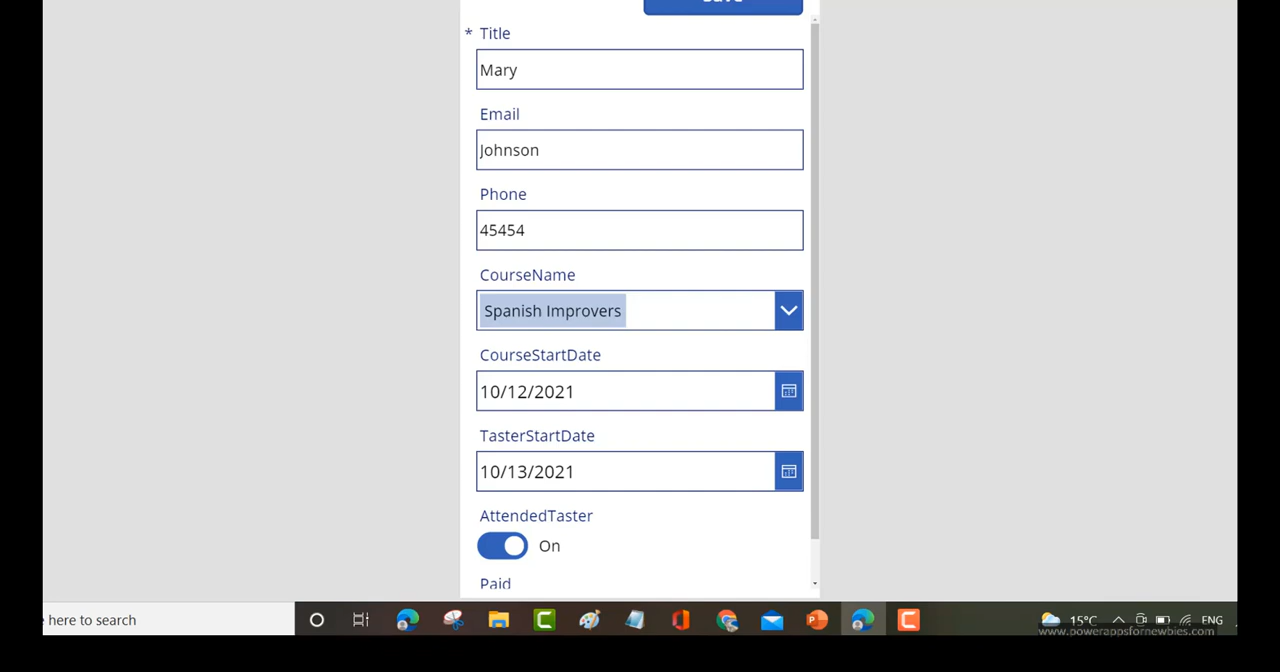 Save
* Title
Mary
Email
Johnson
Phone
45454
CourseName
Spanish Improvers
CourseStartDate
10/12/2021
TasterStartDate
10/13/2021
AttendedTaster
On
Paid
here to search
15°C
ENG
www.powerappsfornewbies.com